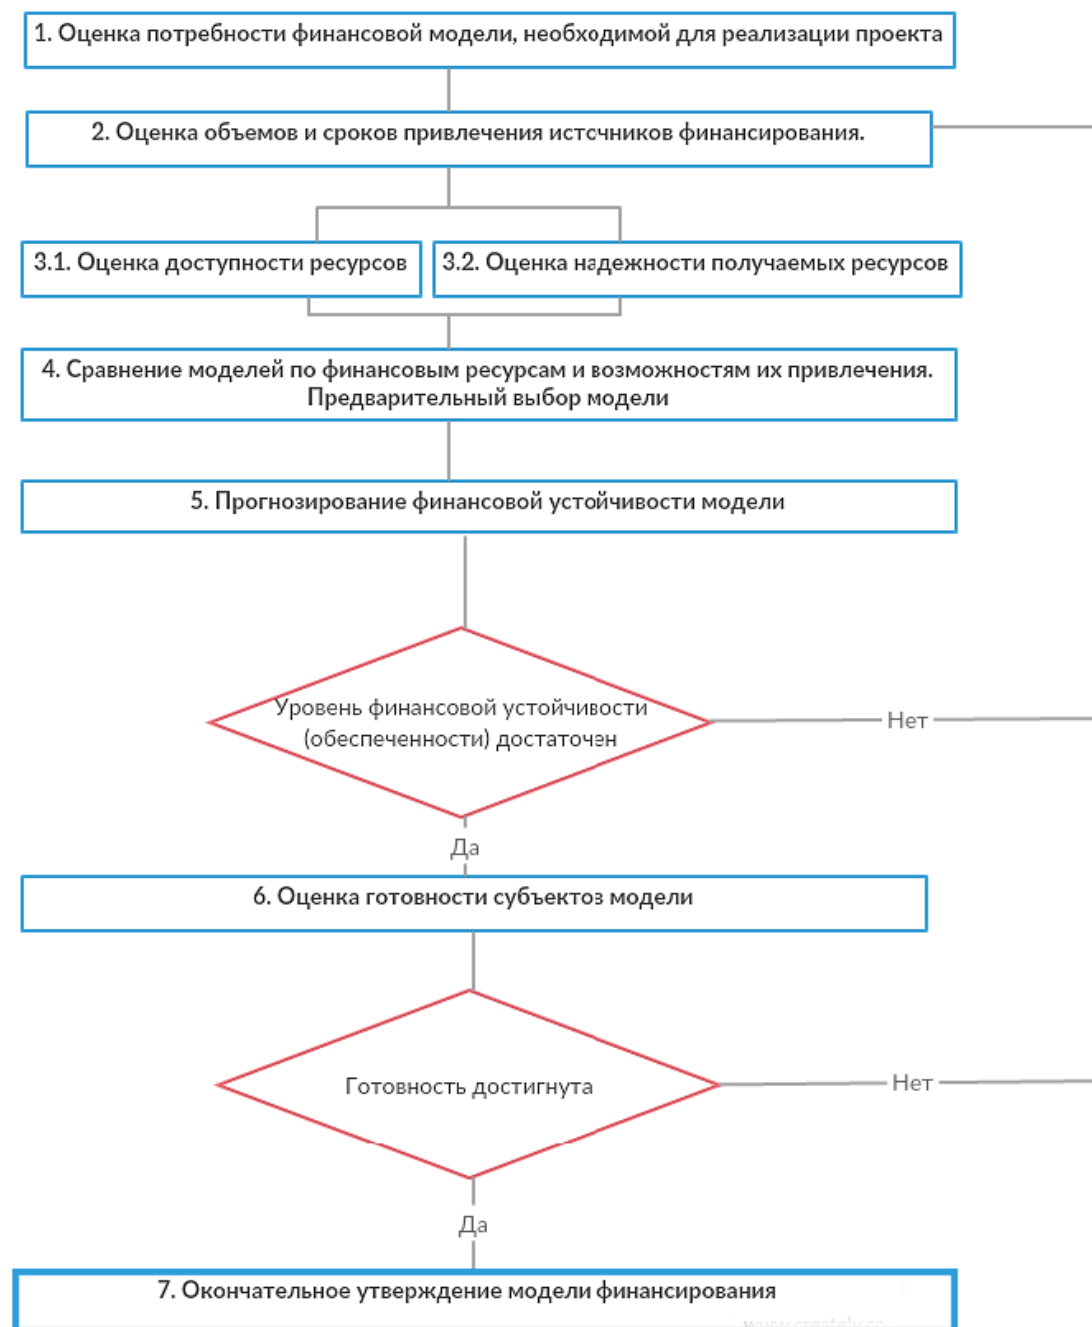 1. Оценка потребности финансовой модели, необходимой для реализации проекта
2. Оценка объемов и сроков привлечения источников финансирования.
3.1. Оценка доступности ресурсов
3.2. Оценка надежности получаемых ресурсов
4. Сравнение моделей по финансовым ресурсам и возможностям их привлечения.
Предварительный выбор модели
5. Прогнозирование финансовой устойчивости модели
Уровень финансовой устойчивости
(обеспеченности) достаточен
Нет
Да
6. Оценка готовности субъектов модели
Готовность достигнута
Нет
Да
7. Окончательное утверждение модели финансирования